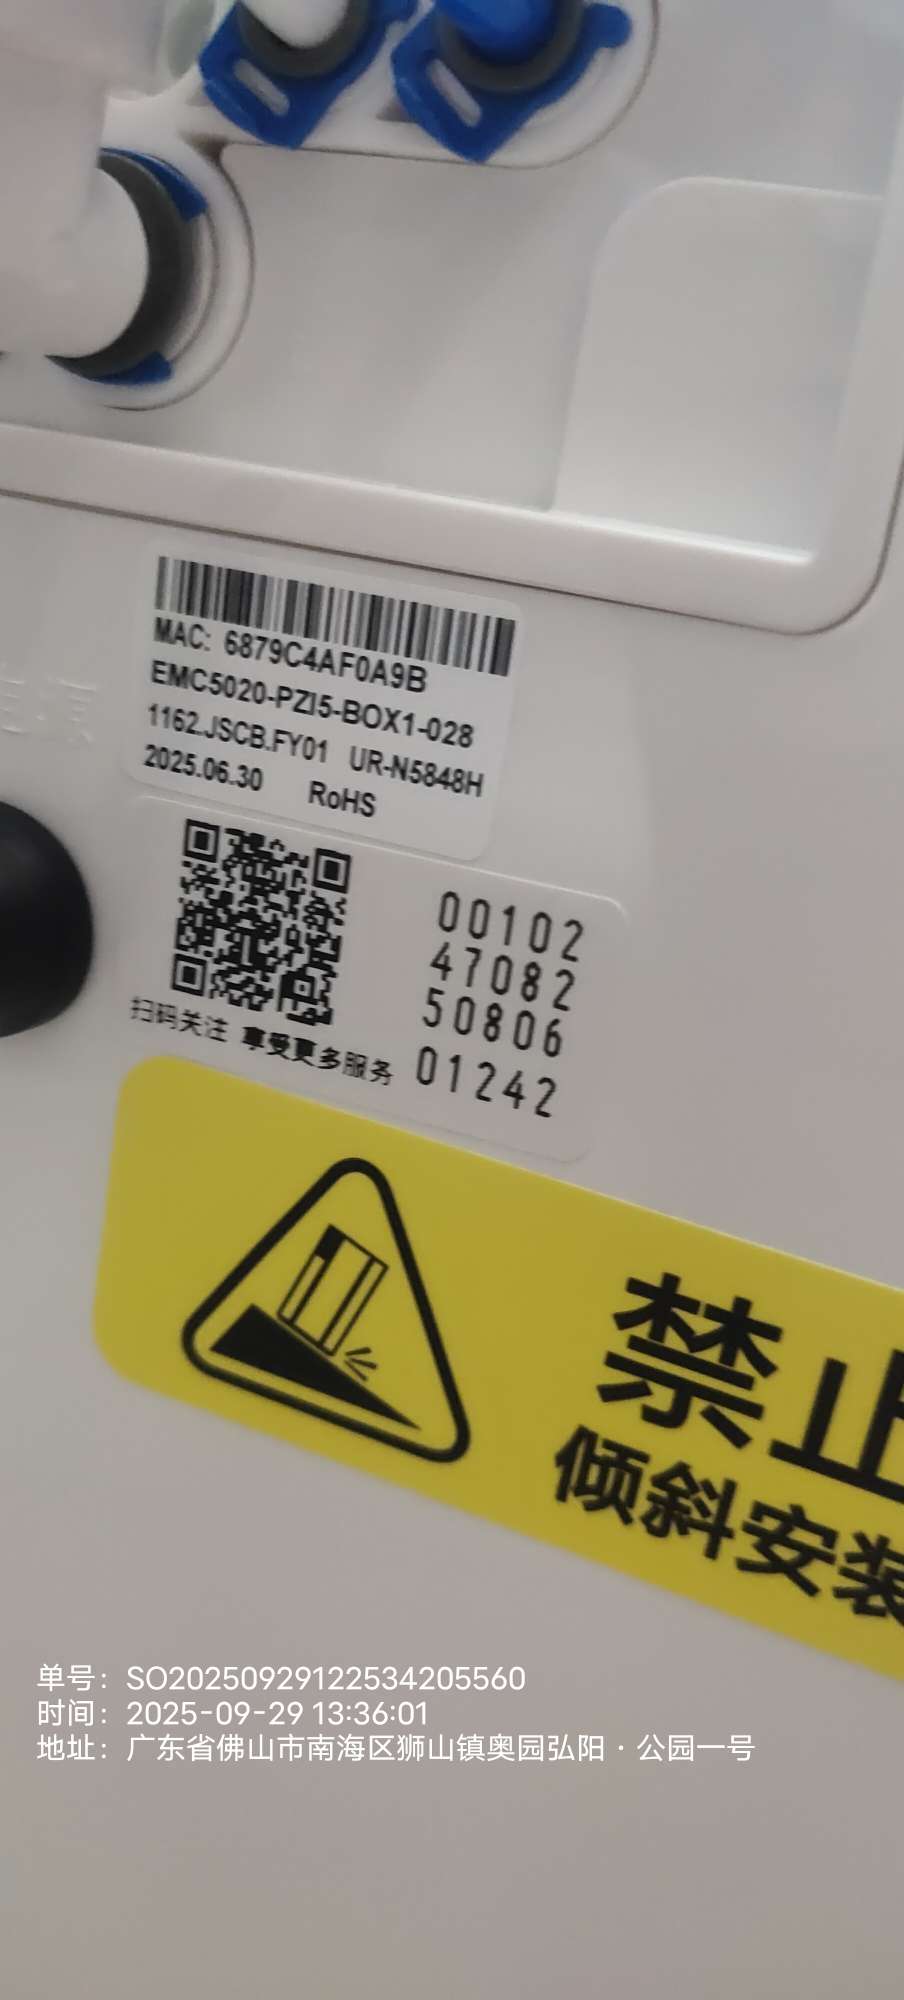 MAC: 6879C4AF0A9B
EMC5020-PZI5-BOX1-028
1162.JSCB.FY01 UR-N5848H
2025.06.30 RoHS
00102
47082
50806
01242
扫码关注 享受更多服务
禁止
倾斜安装
单号：SO20250929122534205560
时间：2025-09-29 13:36:01
地址：广东省佛山市南海区狮山镇奥园弘阳·公园一号